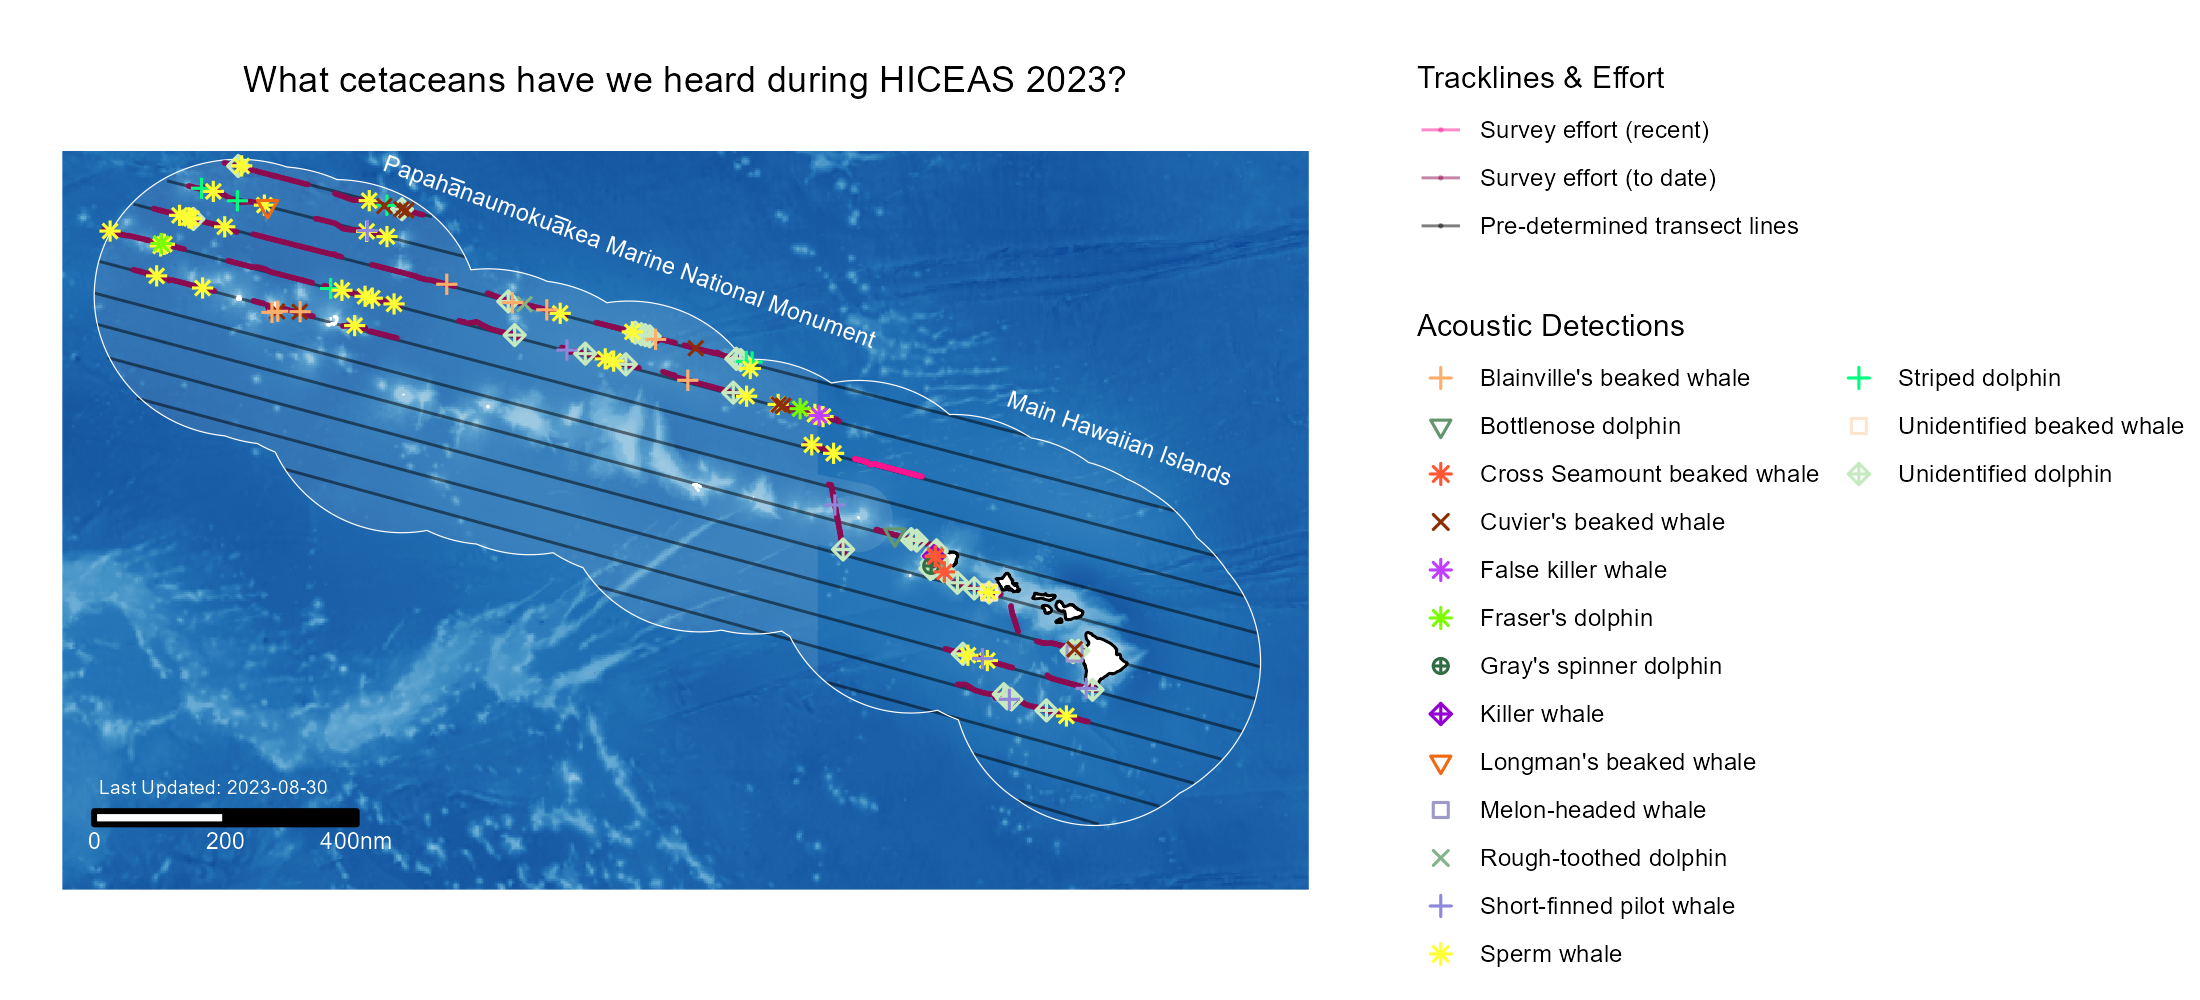 What cetaceans have we heard during HICEAS 2023?
Papahānaumokuākea Marine National Monument
Main Hawaiian Islands
Last Updated: 2023-08-30
0 200 400nm
Tracklines & Effort
Survey effort (recent)
Survey effort (to date)
Pre-determined transect lines
Acoustic Detections
Blainville's beaked whale
Bottlenose dolphin
Cross Seamount beaked whale
Cuvier's beaked whale
False killer whale
Fraser's dolphin
Gray's spinner dolphin
Killer whale
Longman's beaked whale
Melon-headed whale
Rough-toothed dolphin
Short-finned pilot whale
Sperm whale
Striped dolphin
Unidentified beaked whale
Unidentified dolphin